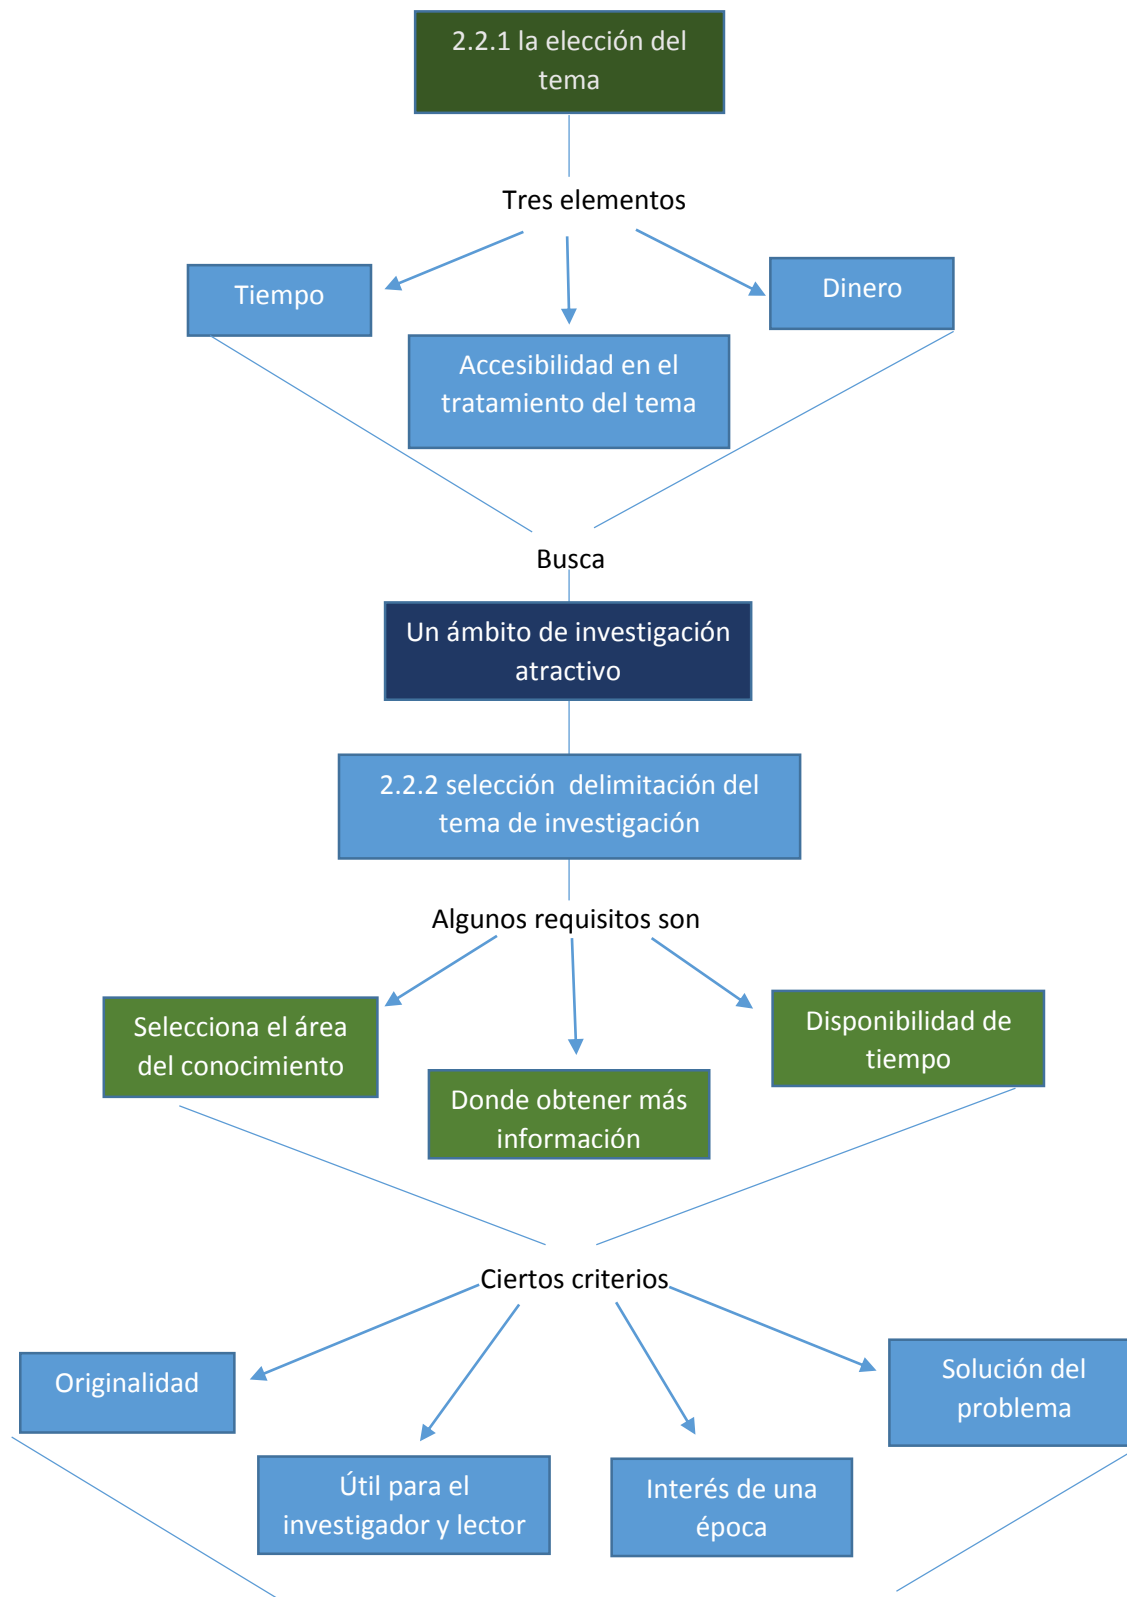 2.2.1 la elección del
tema
Tres elementos
Tiempo
Dinero
Accesibilidad en el
tratamiento del tema
Busca
Un ámbito de investigación
atractivo
2.2.2 selección  delimitación del
tema de investigación
Algunos requisitos son
Selecciona el área
del conocimiento
Donde obtener más
información
Disponibilidad de
tiempo
Ciertos criterios
Originalidad
Útil para el
investigador y lector
Interés de una
época
Solución del
problema